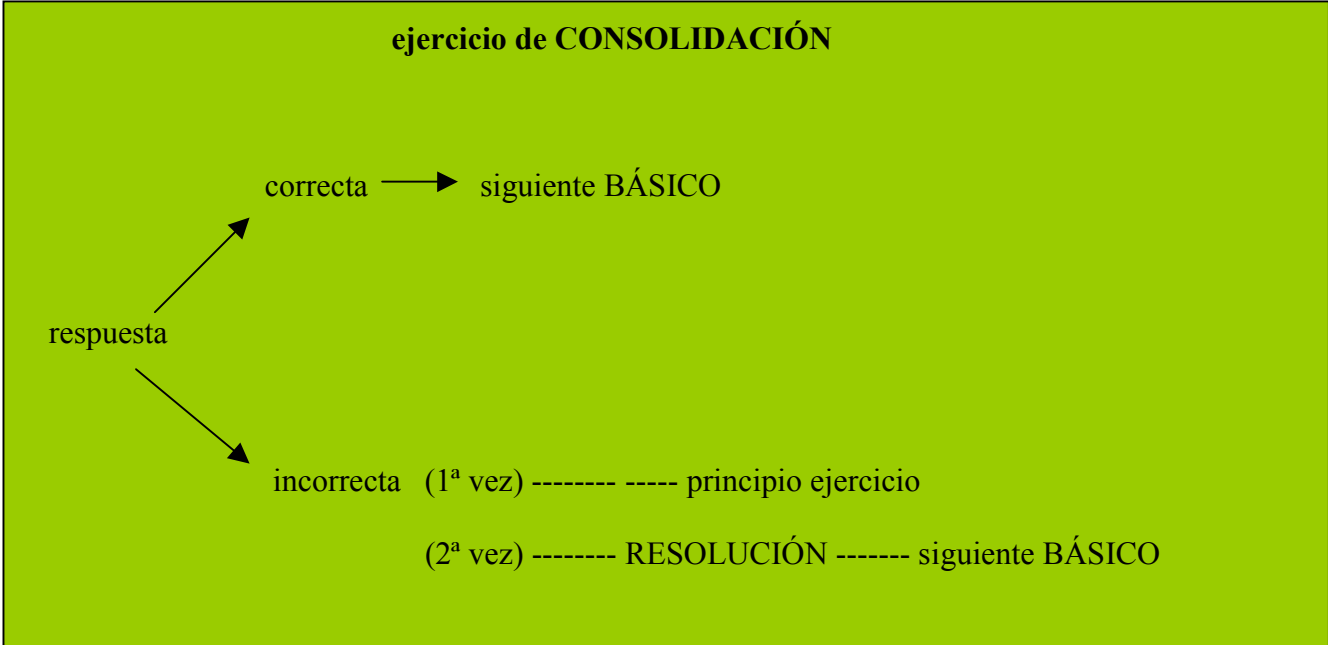 ejercicio de CONSOLIDACIÓN
correcta siguiente BÁSICO
respuesta
incorrecta (1ª vez) -------- ----- principio ejercicio
(2ª vez) -------- RESOLUCIÓN ------- siguiente BÁSICO